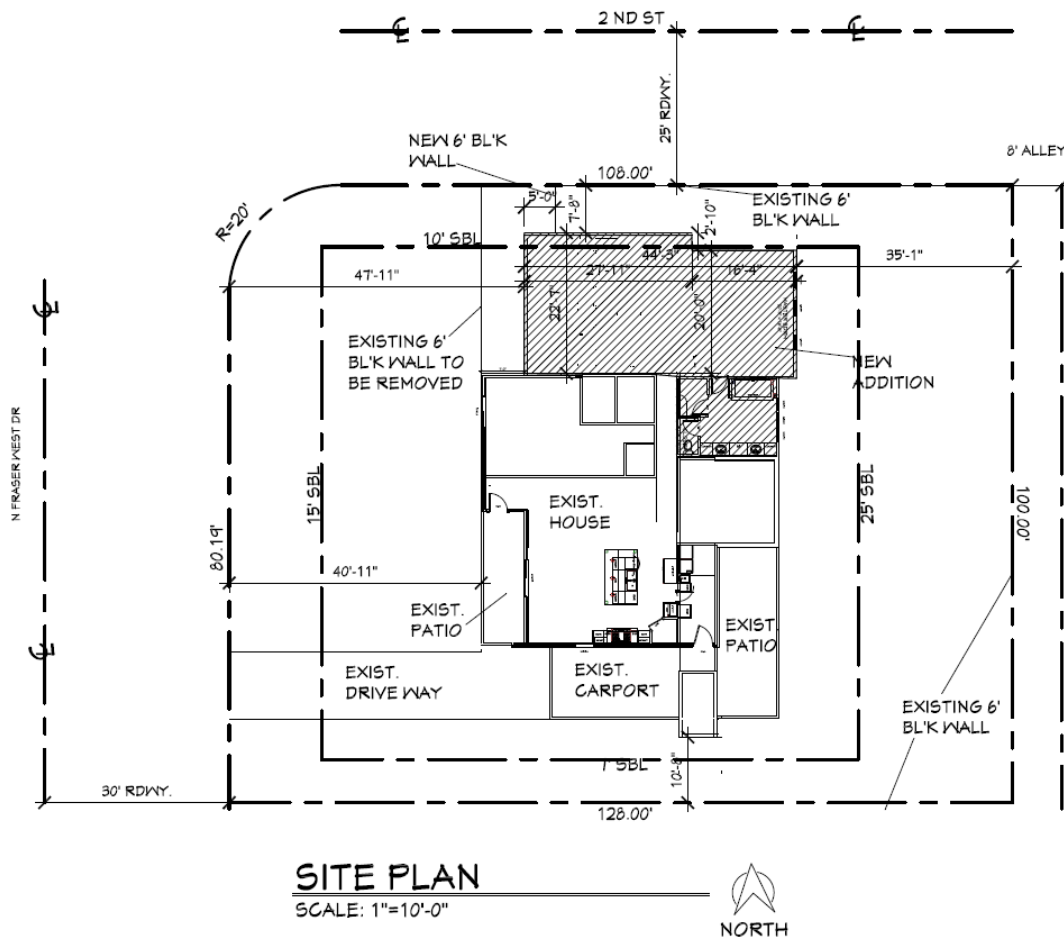 2 ND ST
25' RDWY.
NEW 6' BL'K
WALL
8' ALLEY
108.00'
5'-0"
7'-8"
EXISTING 6'
BL'K WALL
2'-10"
R=20'
10' SBL
44'-3"
35'-1"
47'-11"
27'-11"
16'-4"
22'-7"
20'-0"
EXISTING 6'
BL'K WALL TO
BE REMOVED
NEW
ADDITION
N FRASER WEST DR
15' SBL
25' SBL
EXIST.
HOUSE
80.19'
100.00'
40'-11"
EXIST.
PATIO
EXIST.
PATIO
EXIST.
DRIVE WAY
EXIST.
CARPORT
EXISTING 6'
BL'K WALL
7' SBL
10'-8"
30' RDWY.
128.00'
SITE PLAN
SCALE: 1"=10'-0"
NORTH